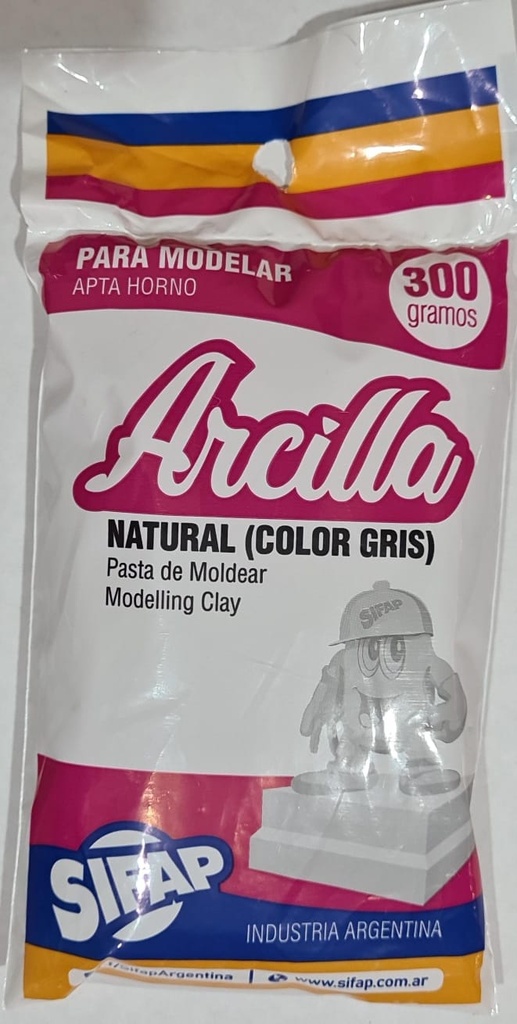 PARA MODELAR
APTA HORNO
300
gramos
Arcilla
NATURAL (COLOR GRIS)
Pasta de Moldear
Modelling Clay
SIFAP
SIFAP
INDUSTRIA ARGENTINA
/SifapArgentina | www.sifap.com.ar